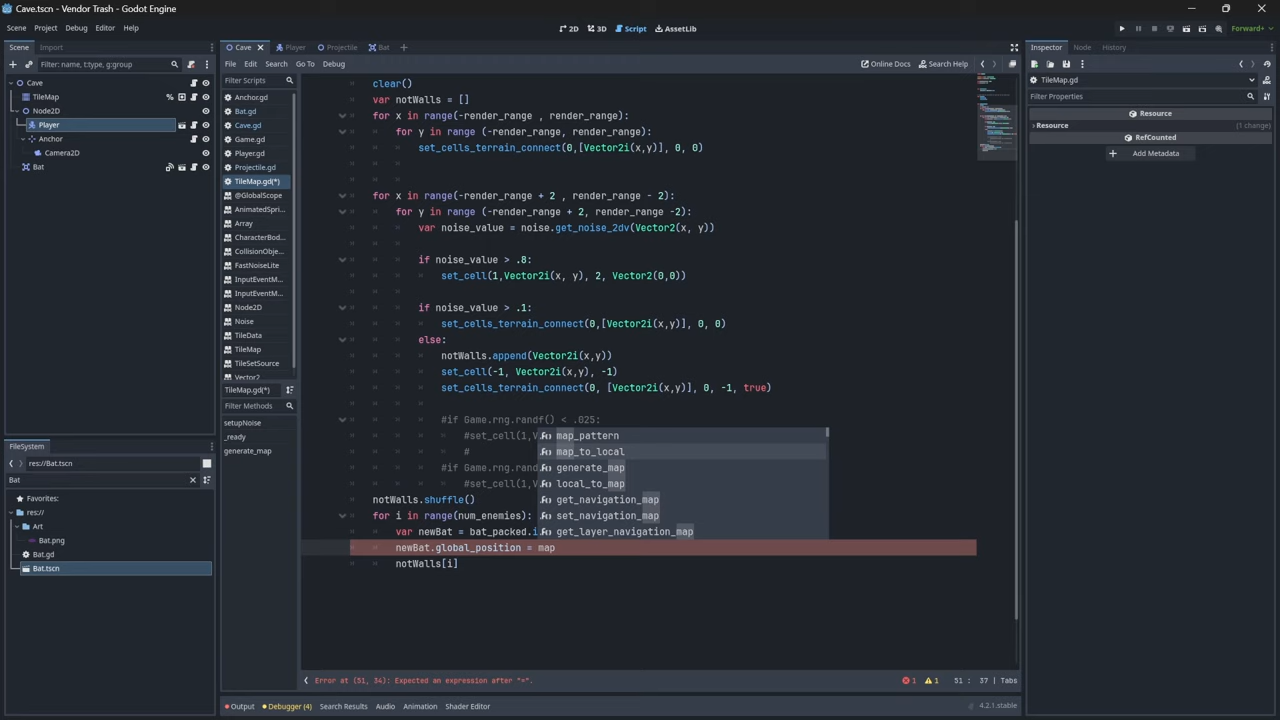 Cave.tscn - Vendor Trash - Godot Engine
Scene Project Debug Editor Help
2D 3D Script AssetLib
Forward+
Scene Import
Filter: name, t:type, g:group
Cave
TileMap
Node2D
Player
Anchor
Camera2D
Bat
FileSystem
res://Bat.tscn
Bat
Favorites:
res://
Art
Bat.png
Bat.gd
Bat.tscn
Cave Player Projectile Bat
File Edit Search Go To Debug
Online Docs Search Help
Filter Scripts
Anchor.gd
Bat.gd
Cave.gd
Game.gd
Player.gd
Projectile.gd
TileMap.gd(*)
@GlobalScope
AnimatedSpri..
Array
CharacterBod..
CollisionObje...
FastNoiseLite
InputEventM...
InputEventM...
Node2D
Noise
TileData
TileMap
TileSetSource
Vector2
TileMap.gd(*)
Filter Methods
setupNoise
_ready
generate_map
clear()
var notWalls = []
for x in range(-render_range , render_range):
for y in range (-render_range, render_range):
set_cells_terrain_connect(0,[Vector2i(x,y)], 0, 0)
for x in range(-render_range + 2 , render_range - 2):
for y in range (-render_range + 2, render_range -2):
var noise_value = noise.get_noise_2dv(Vector2(x, y))
if noise_value > .8:
set_cell(1,Vector2i(x, y), 2, Vector2(0,0))
if noise_value > .1:
set_cells_terrain_connect(0,[Vector2i(x,y)], 0, 0)
else:
notWalls.append(Vector2i(x,y))
set_cell(-1, Vector2i(x,y), -1)
set_cells_terrain_connect(0, [Vector2i(x,y)], 0, -1, true)
#if Game.rng.randf() < .025:
#set_cell(1,V
#
#if Game.rng.rand
#set_cell(1,V
notWalls.shuffle()
for i in range(num_enemies):
var newBat = bat_packed.i
newBat.global_position = map
notWalls[i]
map_pattern
map_to_local
generate_map
local_to_map
get_navigation_map
set_navigation_map
get_layer_navigation_map
Error at (51, 34): Expected an expression after "=".
1 1 51 : 37 | Tabs
Output Debugger (4) Search Results Audio Animation Shader Editor
4.2.1.stable
Inspector Node History
TileMap.gd
Filter Properties
Resource
Resource (1 change)
RefCounted
Add Metadata